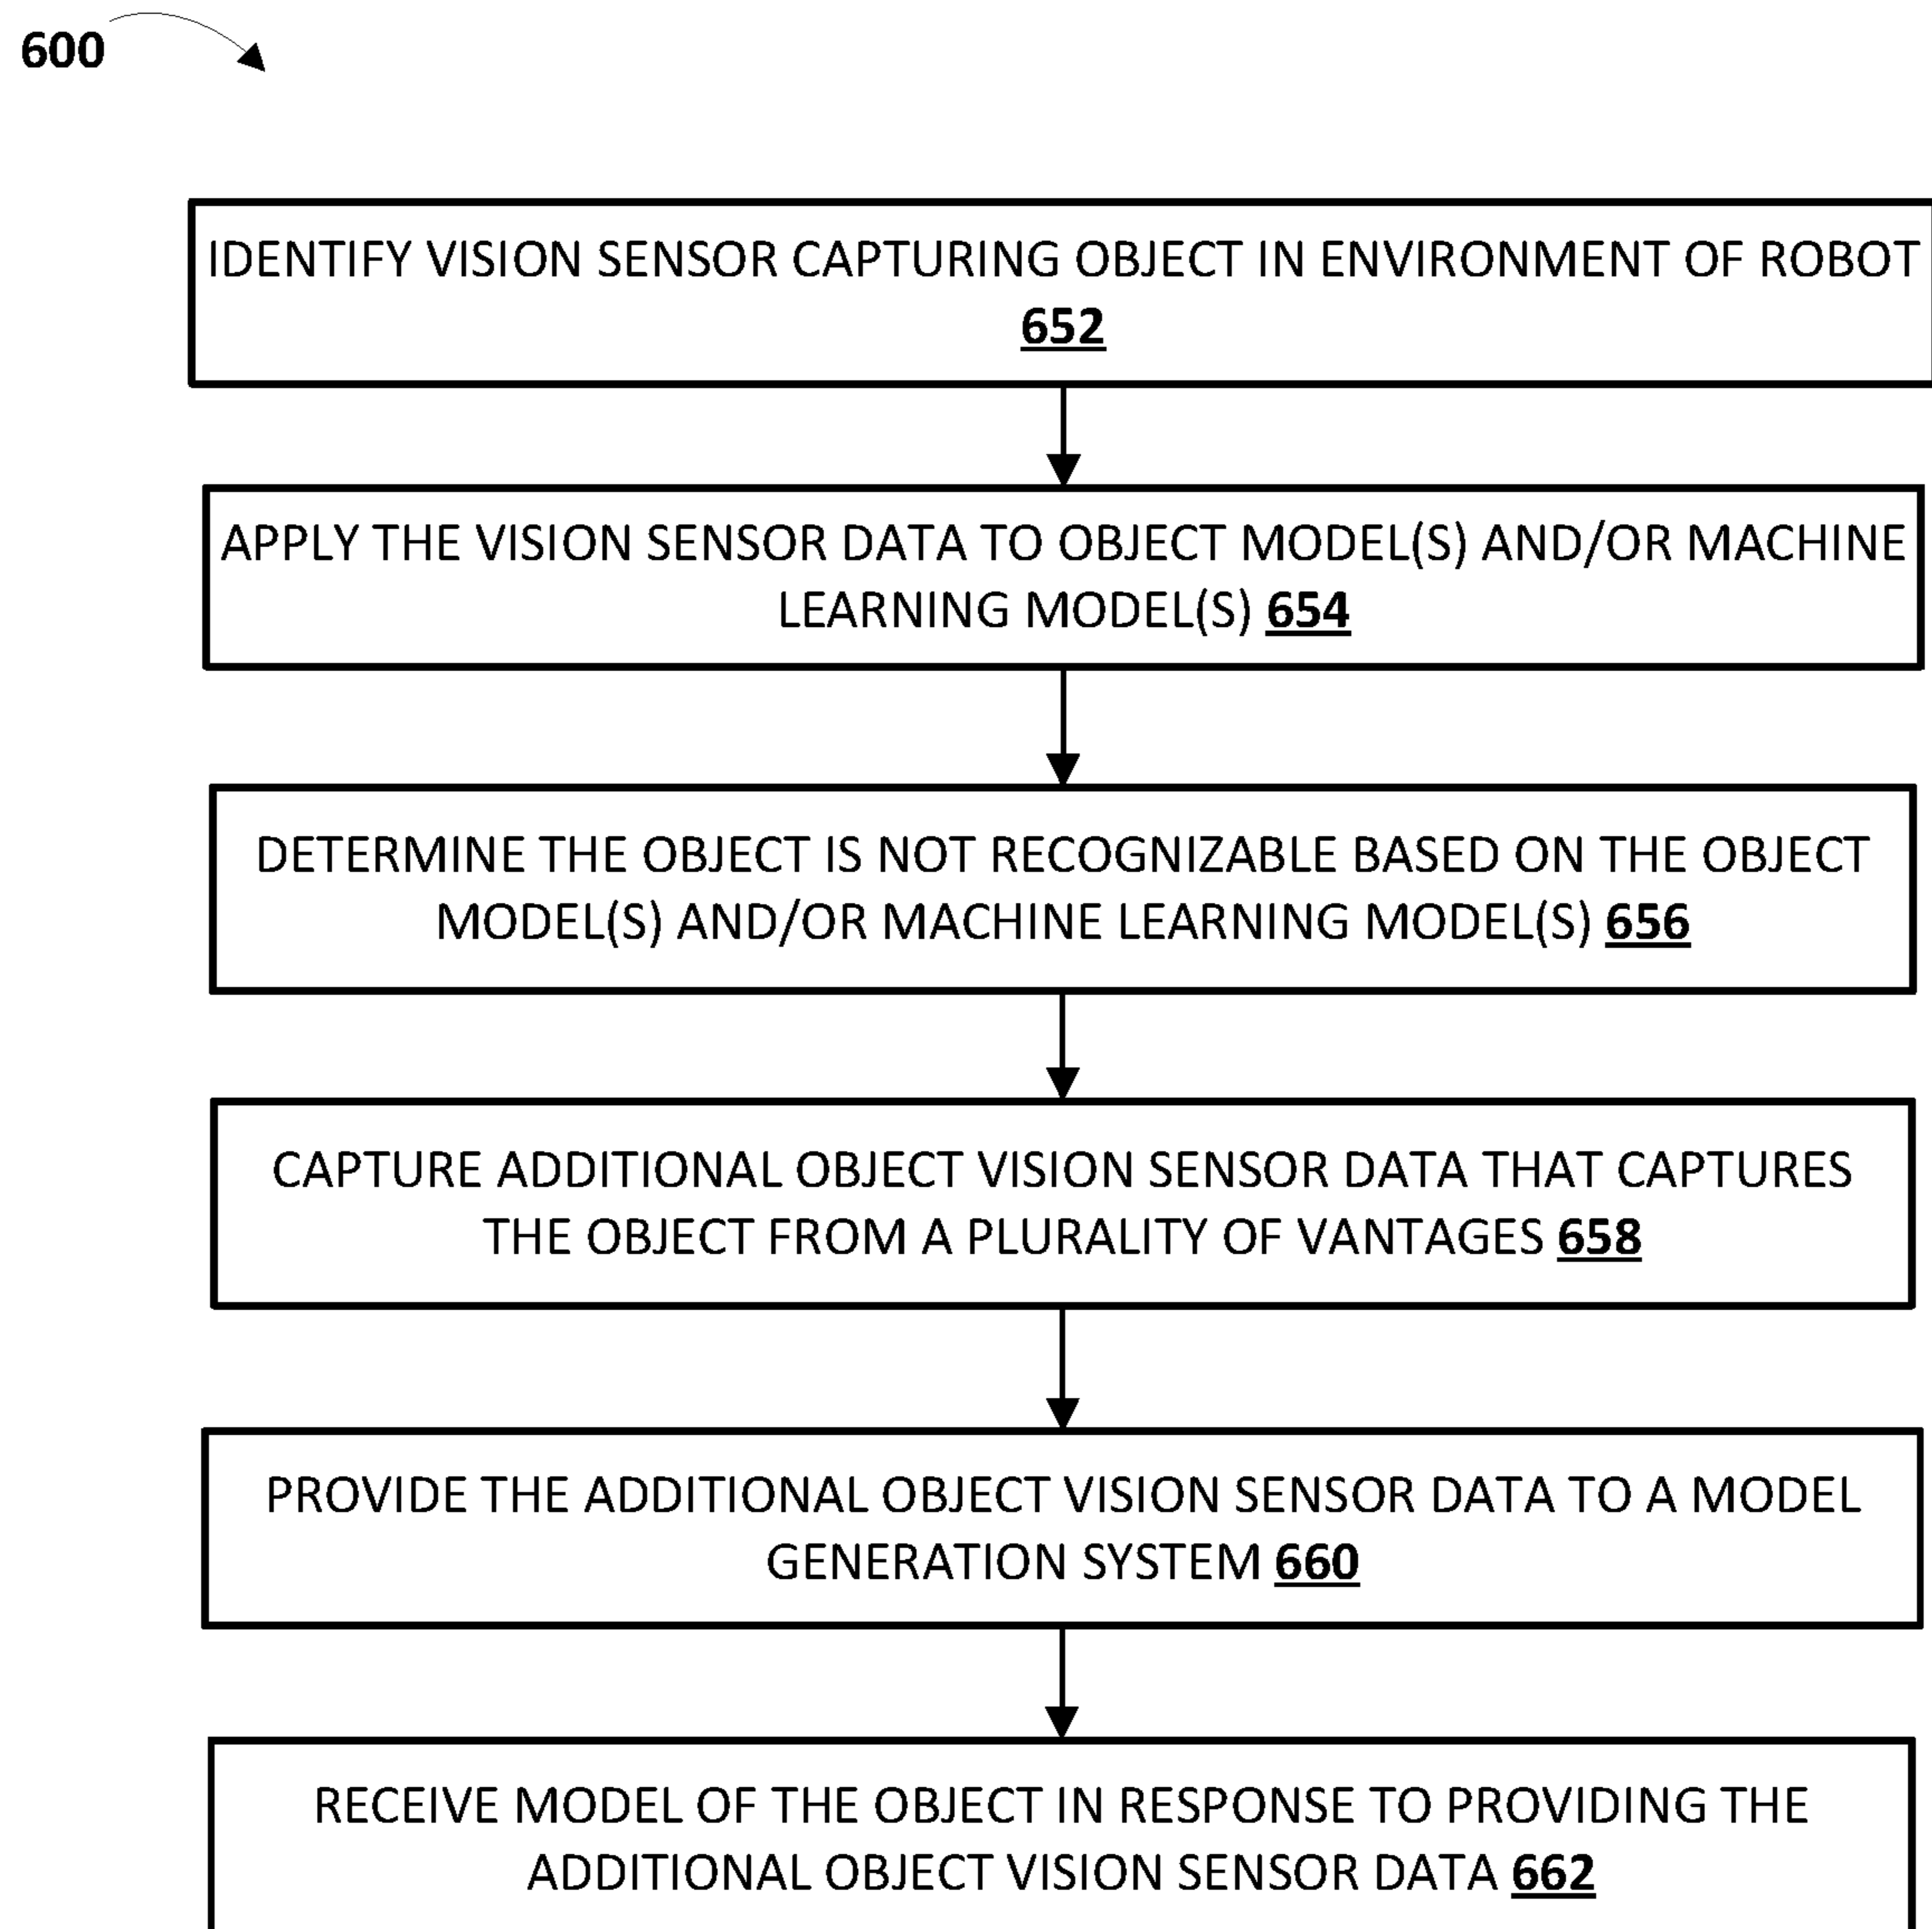 600
IDENTIFY VISION SENSOR CAPTURING OBJECT IN ENVIRONMENT OF ROBOT
652
APPLY THE VISION SENSOR DATA TO OBJECT MODEL(S) AND/OR MACHINE
LEARNING MODEL(S) 654
DETERMINE THE OBJECT IS NOT RECOGNIZABLE BASED ON THE OBJECT
MODEL(S) AND/OR MACHINE LEARNING MODEL(S) 656
CAPTURE ADDITIONAL OBJECT VISION SENSOR DATA THAT CAPTURES
THE OBJECT FROM A PLURALITY OF VANTAGES 658
PROVIDE THE ADDITIONAL OBJECT VISION SENSOR DATA TO A MODEL
GENERATION SYSTEM 660
RECEIVE MODEL OF THE OBJECT IN RESPONSE TO PROVIDING THE
ADDITIONAL OBJECT VISION SENSOR DATA 662